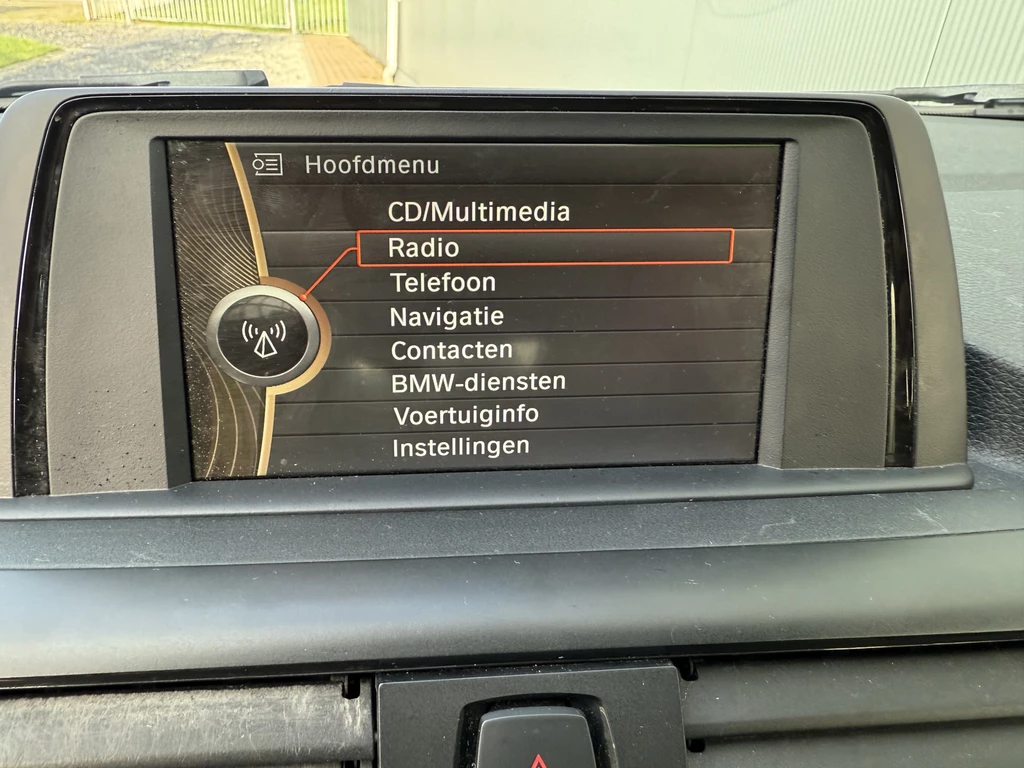 Hoofdmenu
CD/Multimedia
Radio
Telefoon
Navigatie
Contacten
BMW-diensten
Voertuiginfo
Instellingen